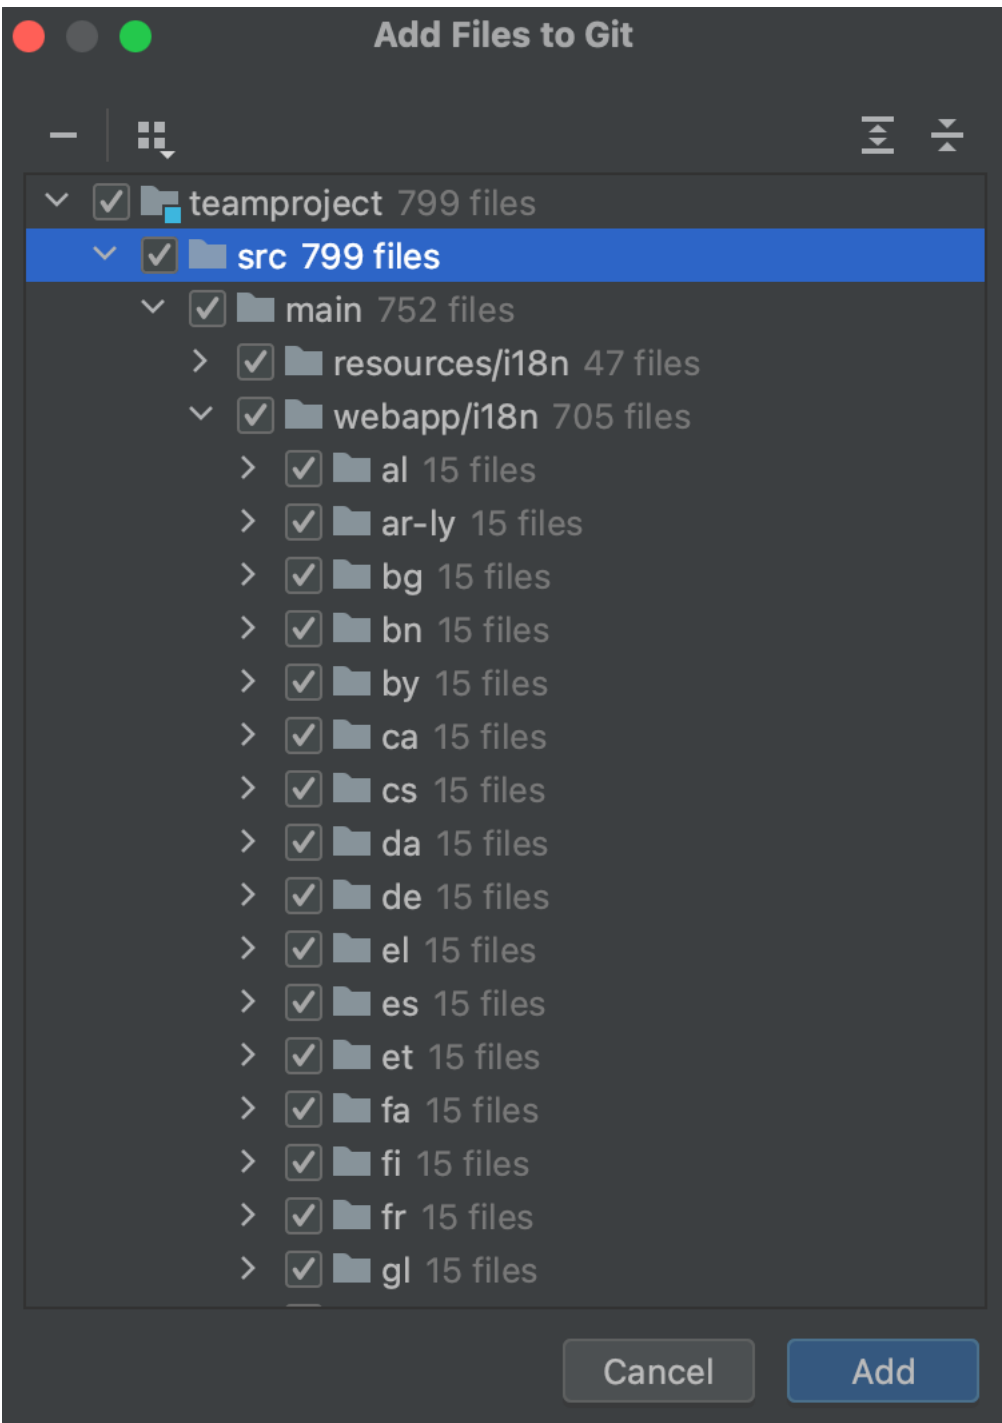 Add Files to Git
teamproject 799 files
src 799 files
main 752 files
resources/i18n 47 files
webapp/i18n 705 files
al 15 files
ar-ly 15 files
bg 15 files
bn 15 files
by 15 files
ca 15 files
cs 15 files
da 15 files
de 15 files
el 15 files
es 15 files
et 15 files
fa 15 files
fi 15 files
fr 15 files
gl 15 files
Cancel Add